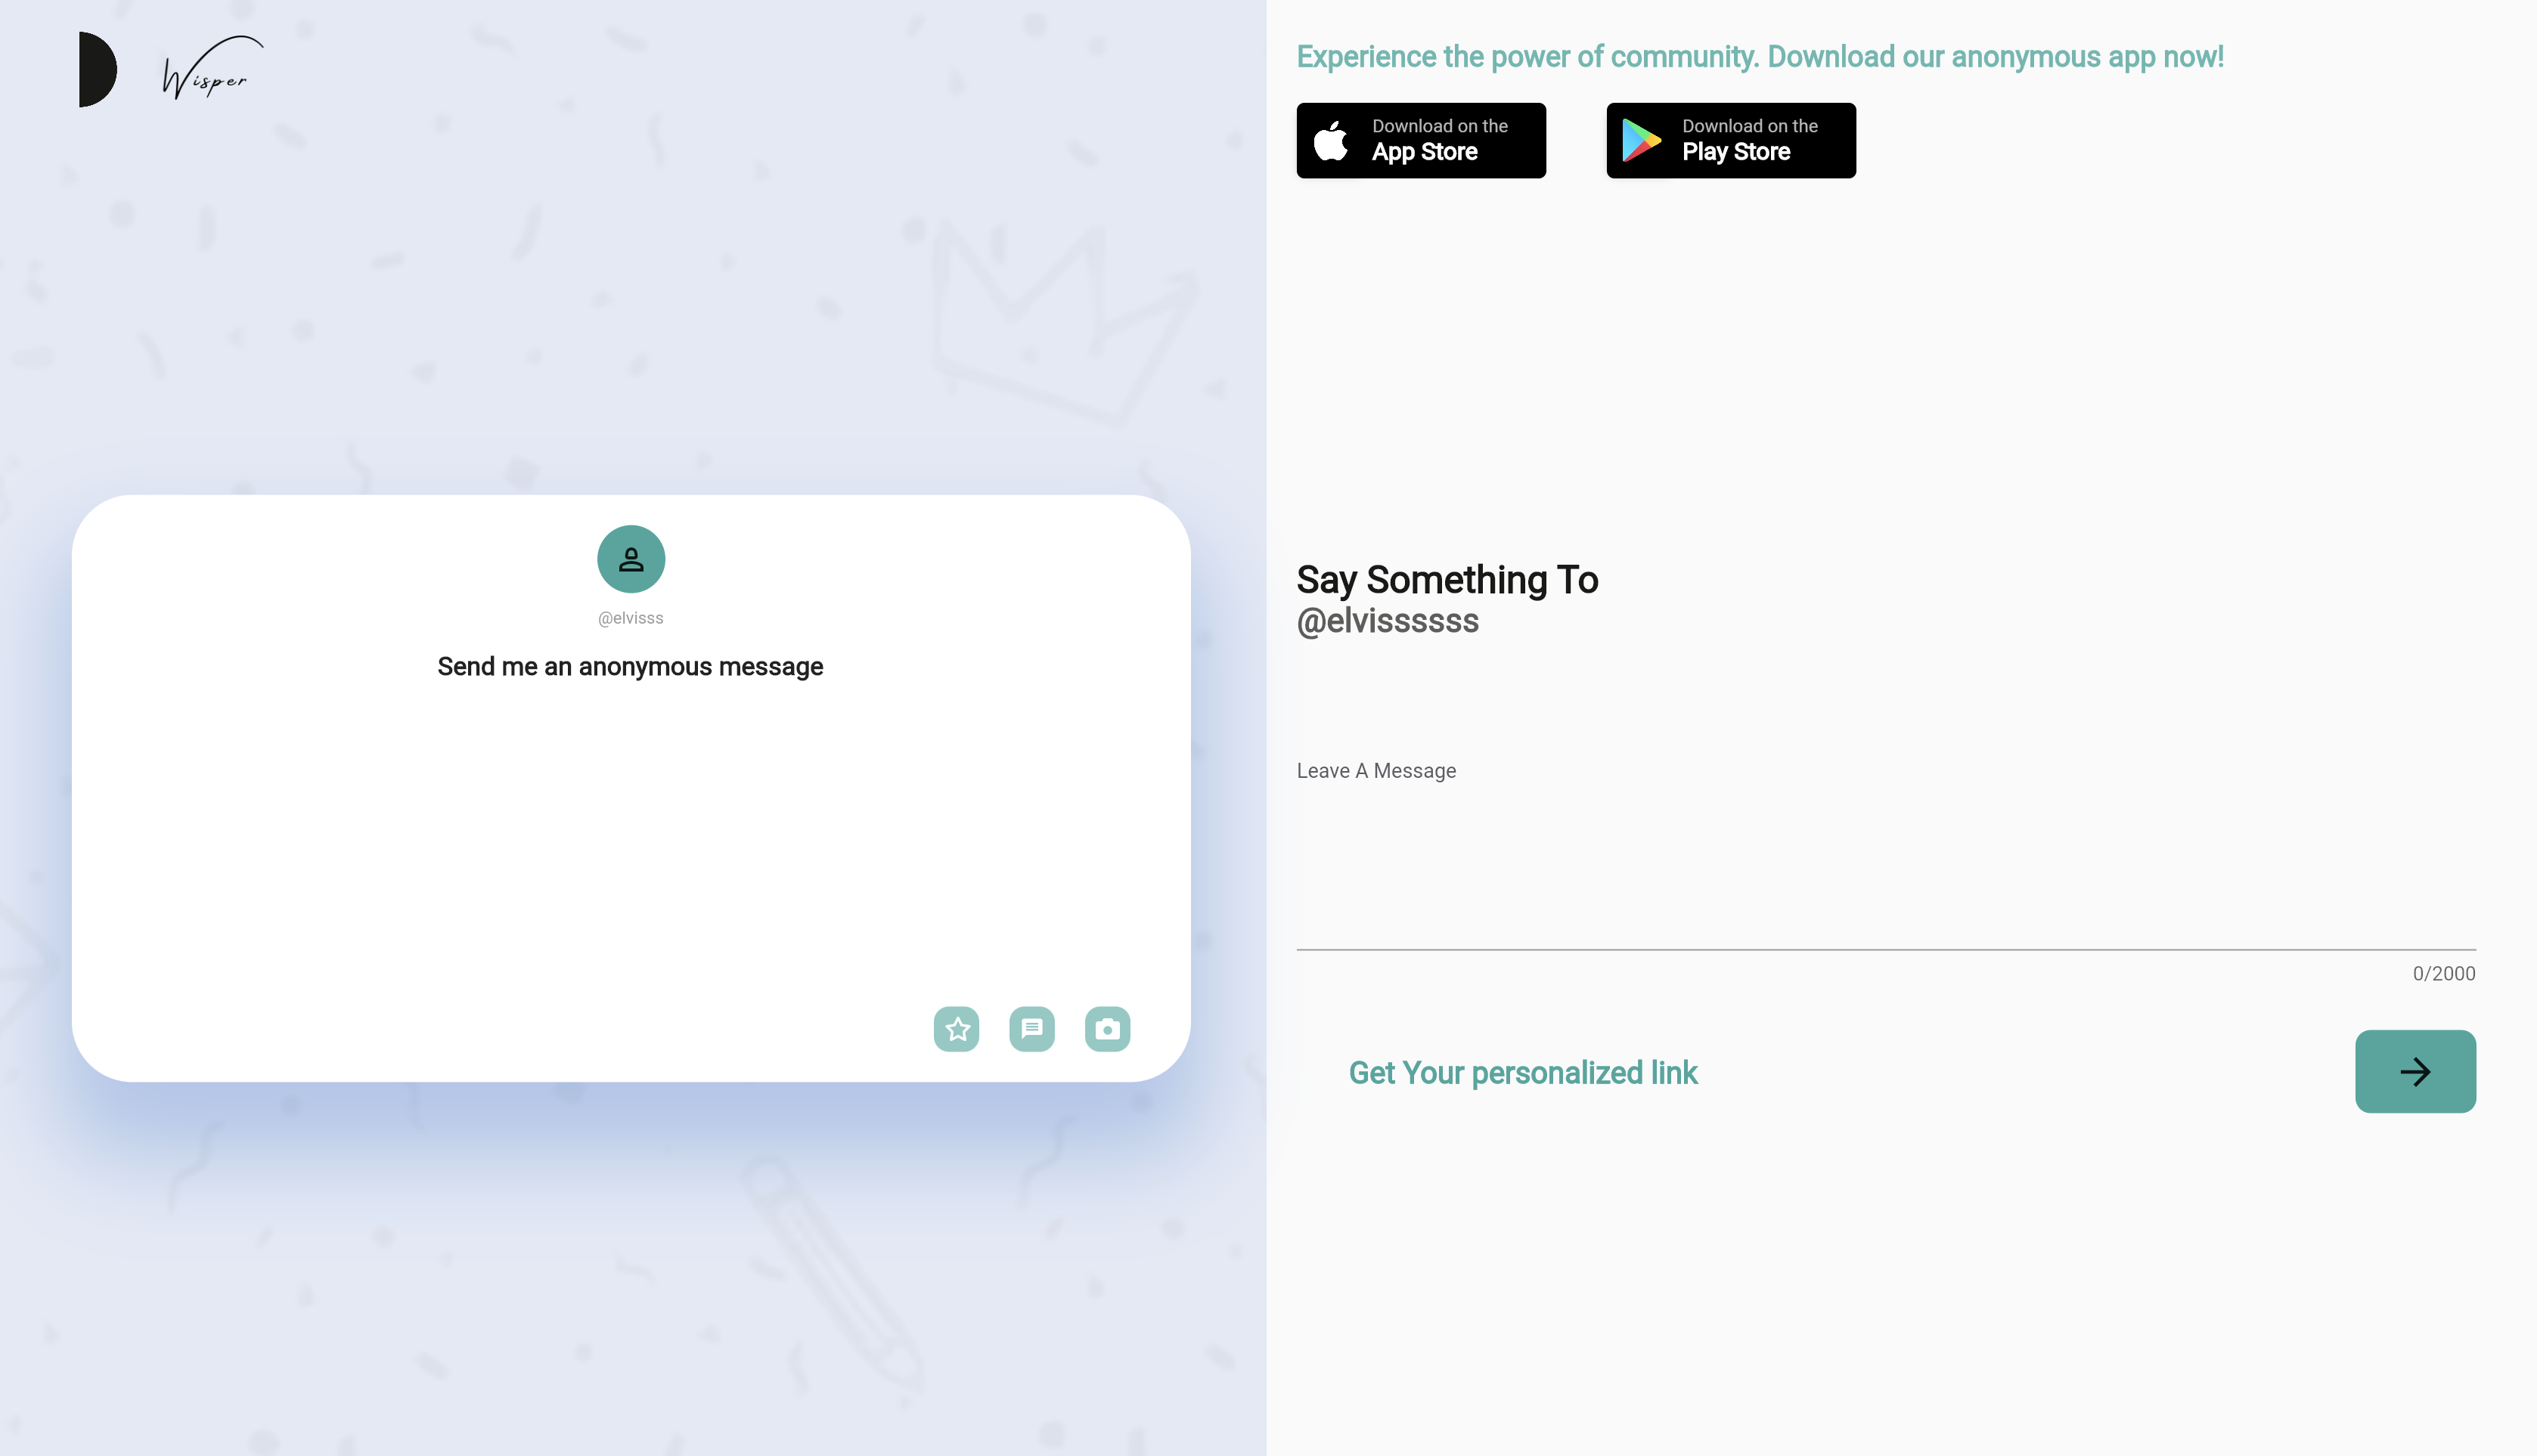 Wisper
@elvisss
Send me an anonymous message
Experience the power of community. Download our anonymous app now!
Download on the
App Store
Download on the
Play Store
Say Something To
@elvissssss
Leave A Message
0/2000
Get Your personalized link